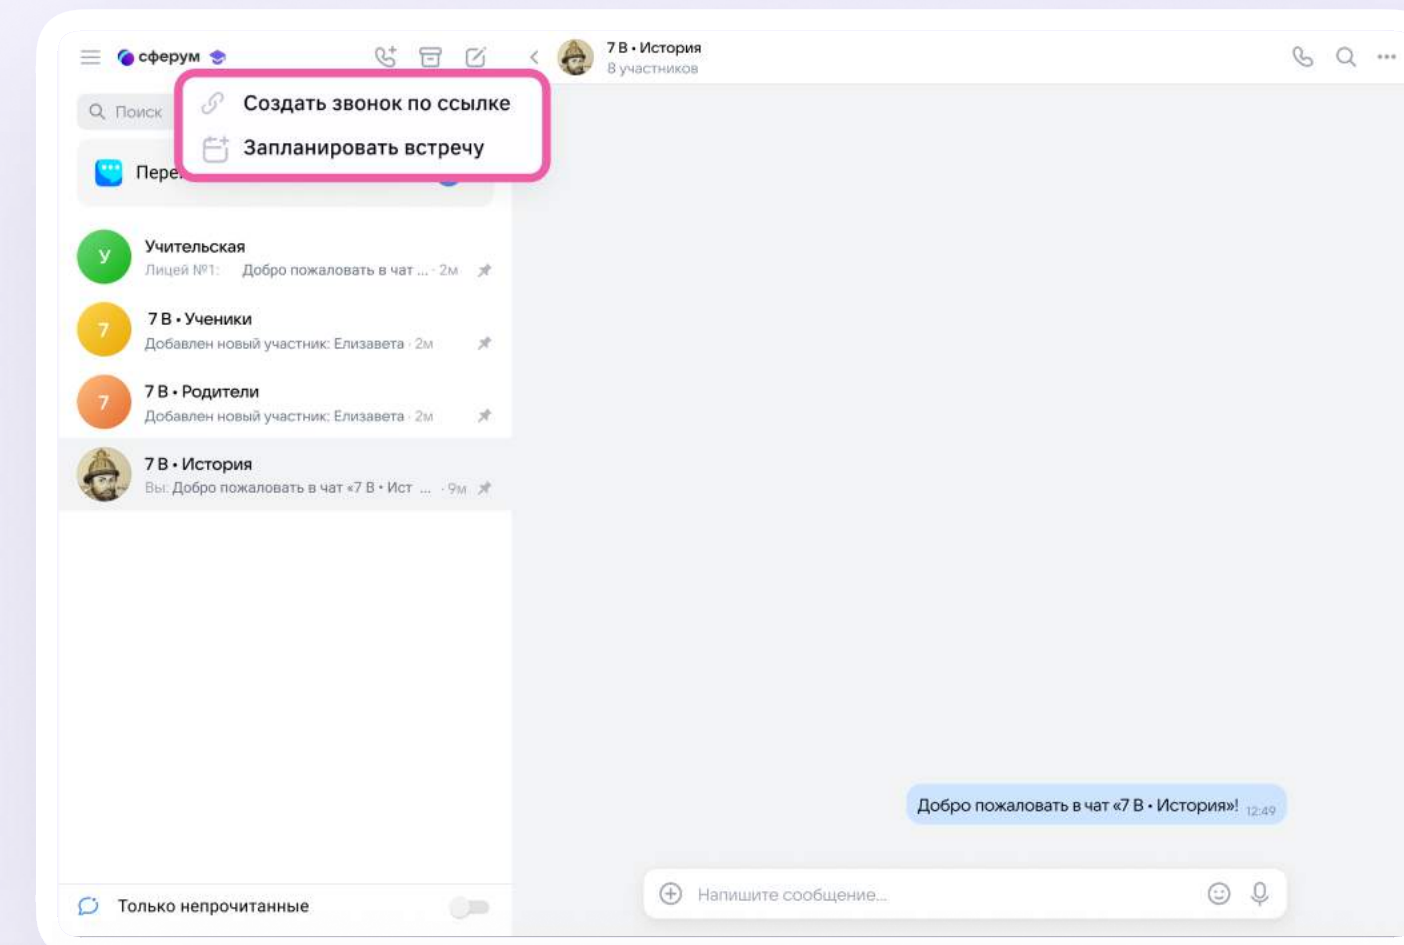 сферум
7 В • История
8 участников
Поиск
Создать звонок по ссылке
Запланировать встречу
У
Учительская
Лицей №1: Добро пожаловать в чат ... · 2м
7
7 В • Ученики
Добавлен новый участник: Елизавета · 2м
7
7 В • Родители
Добавлен новый участник: Елизавета · 2м
7 В • История
Вы: Добро пожаловать в чат «7 В • Ист ... · 9м
Добро пожаловать в чат «7 В • История»! 12:49
Напишите сообщение...
Только непрочитанные